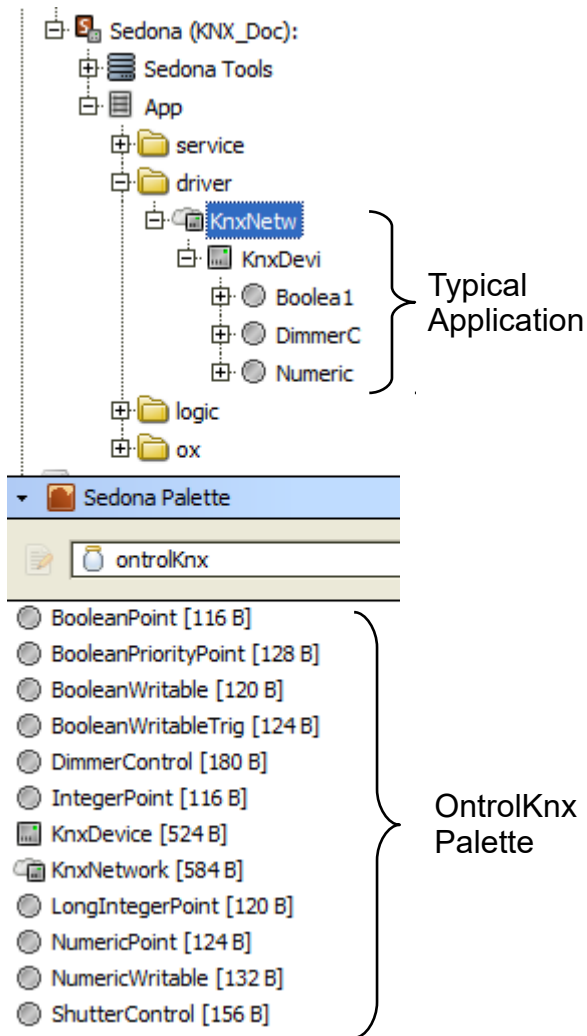 Sedona (KNX_Doc):
Sedona Tools
App
service
driver
KnxNetw
KnxDevi
Boolea1
DimmerC
Numeric
logic
ox
Typical
Application
Sedona Palette
ontrolKnx
BooleanPoint [116 B]
BooleanPriorityPoint [128 B]
BooleanWritable [120 B]
BooleanWritableTrig [124 B]
DimmerControl [180 B]
IntegerPoint [116 B]
KnxDevice [524 B]
KnxNetwork [584 B]
LongIntegerPoint [120 B]
NumericPoint [124 B]
NumericWritable [132 B]
ShutterControl [156 B]
OntrolKnx
Palette